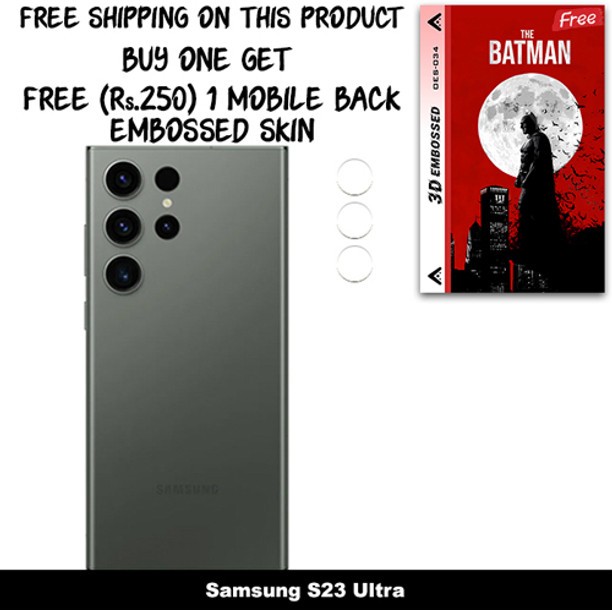 FREE SHIPPING ON THIS PRODUCT
BUY ONE GET
FREE (Rs.250) 1 MOBILE BACK
EMBOSSED SKIN
Free
THE
BATMAN
OES-034
3D EMBOSSED
SAMSUNG
Samsung S23 Ultra